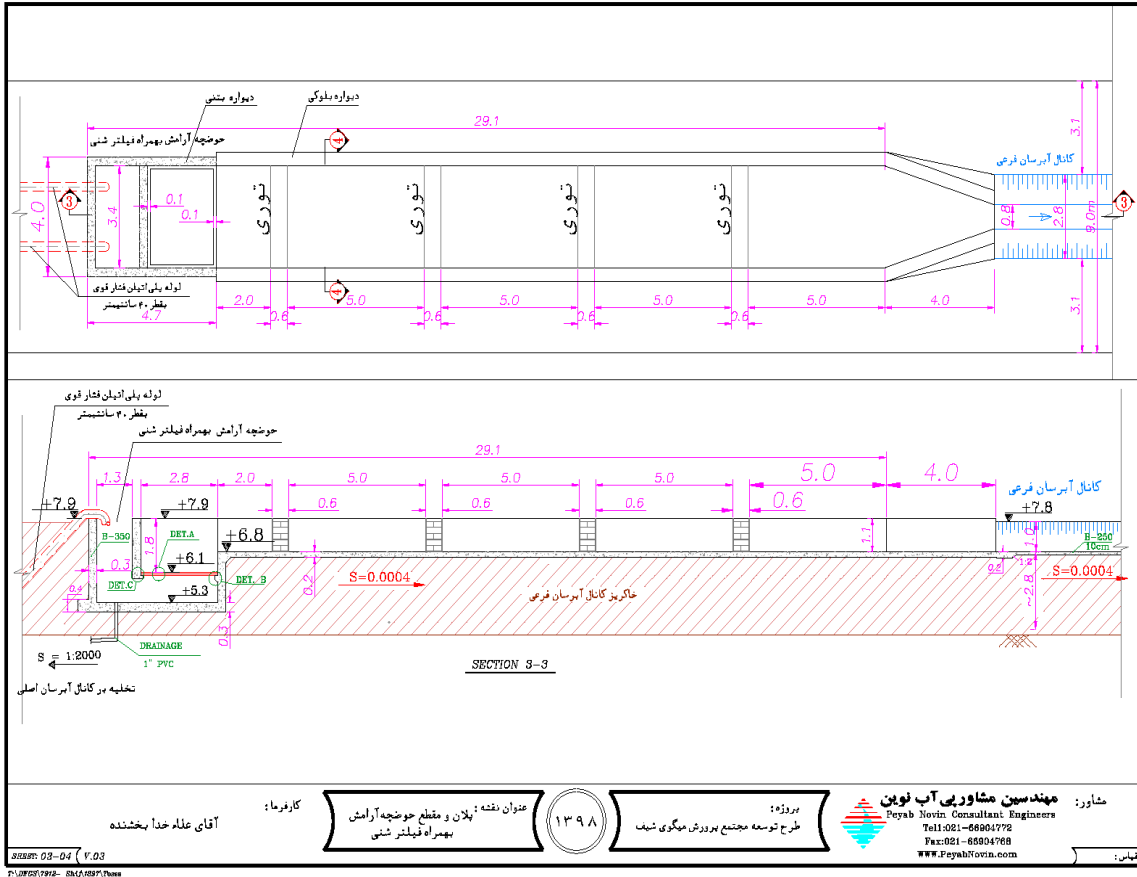 دیواره بتنی
دیواره بلوکی
29.1
حوضچه آرامش بهمراه فیلتر شنی
4
3.1
کانال آبرسان فرعی
3
4.0
3.4
0.1
0.1
توری
توری
توری
توری
0.8
2.8
9.0m
3
4
لوله پلی اتیلن فشار قوی
بقطر ۴۰ سانتیمتر
4.7
2.0
0.6
5.0
0.6
5.0
0.6
5.0
0.6
5.0
4.0
3.1
لوله پلی اتیلن فشار قوی
بقطر ۴۰ سانتیمتر
حوضچه آرامش بهمراه فیلتر شنی
29.1
1.3
2.8
2.0
5.0
5.0
5.0
5.0
4.0
کانال آبرسان فرعی
+7.9
+7.9
0.6
0.6
0.6
0.6
+7.8
B-350
1.8
DET.A
+6.8
1.1
1.0
B-250
10cm
0.3
+6.1
DET.C
DET. B
0.2
0.2
~1:2
S=0.0004
S=0.0004
0.4
+5.3
خاکریز کانال آبرسان فرعی
~2.8
0.3
DRAINAGE
1" PVC
S = 1:2000
تخلیه بر کانال آبرسان اصلی
SECTION 3-3
مشاور:
مهندسین مشاور پی آب نوین
Peyab Novin Consultant Engineers
Tell:021-66904772
Fax:021-66904768
WWW.PeyabNovin.com
پروژه:
طرح توسعه مجتمع پرورش میگوی شیف
۱۳۹۸
عنوان نقشه:
پلان و مقطع حوضچه آرامش
بهمراه فیلتر شنی
کارفرما:
آقای علاء خدا بخشنده
SHEET: 03-04
V.03
قیاس: